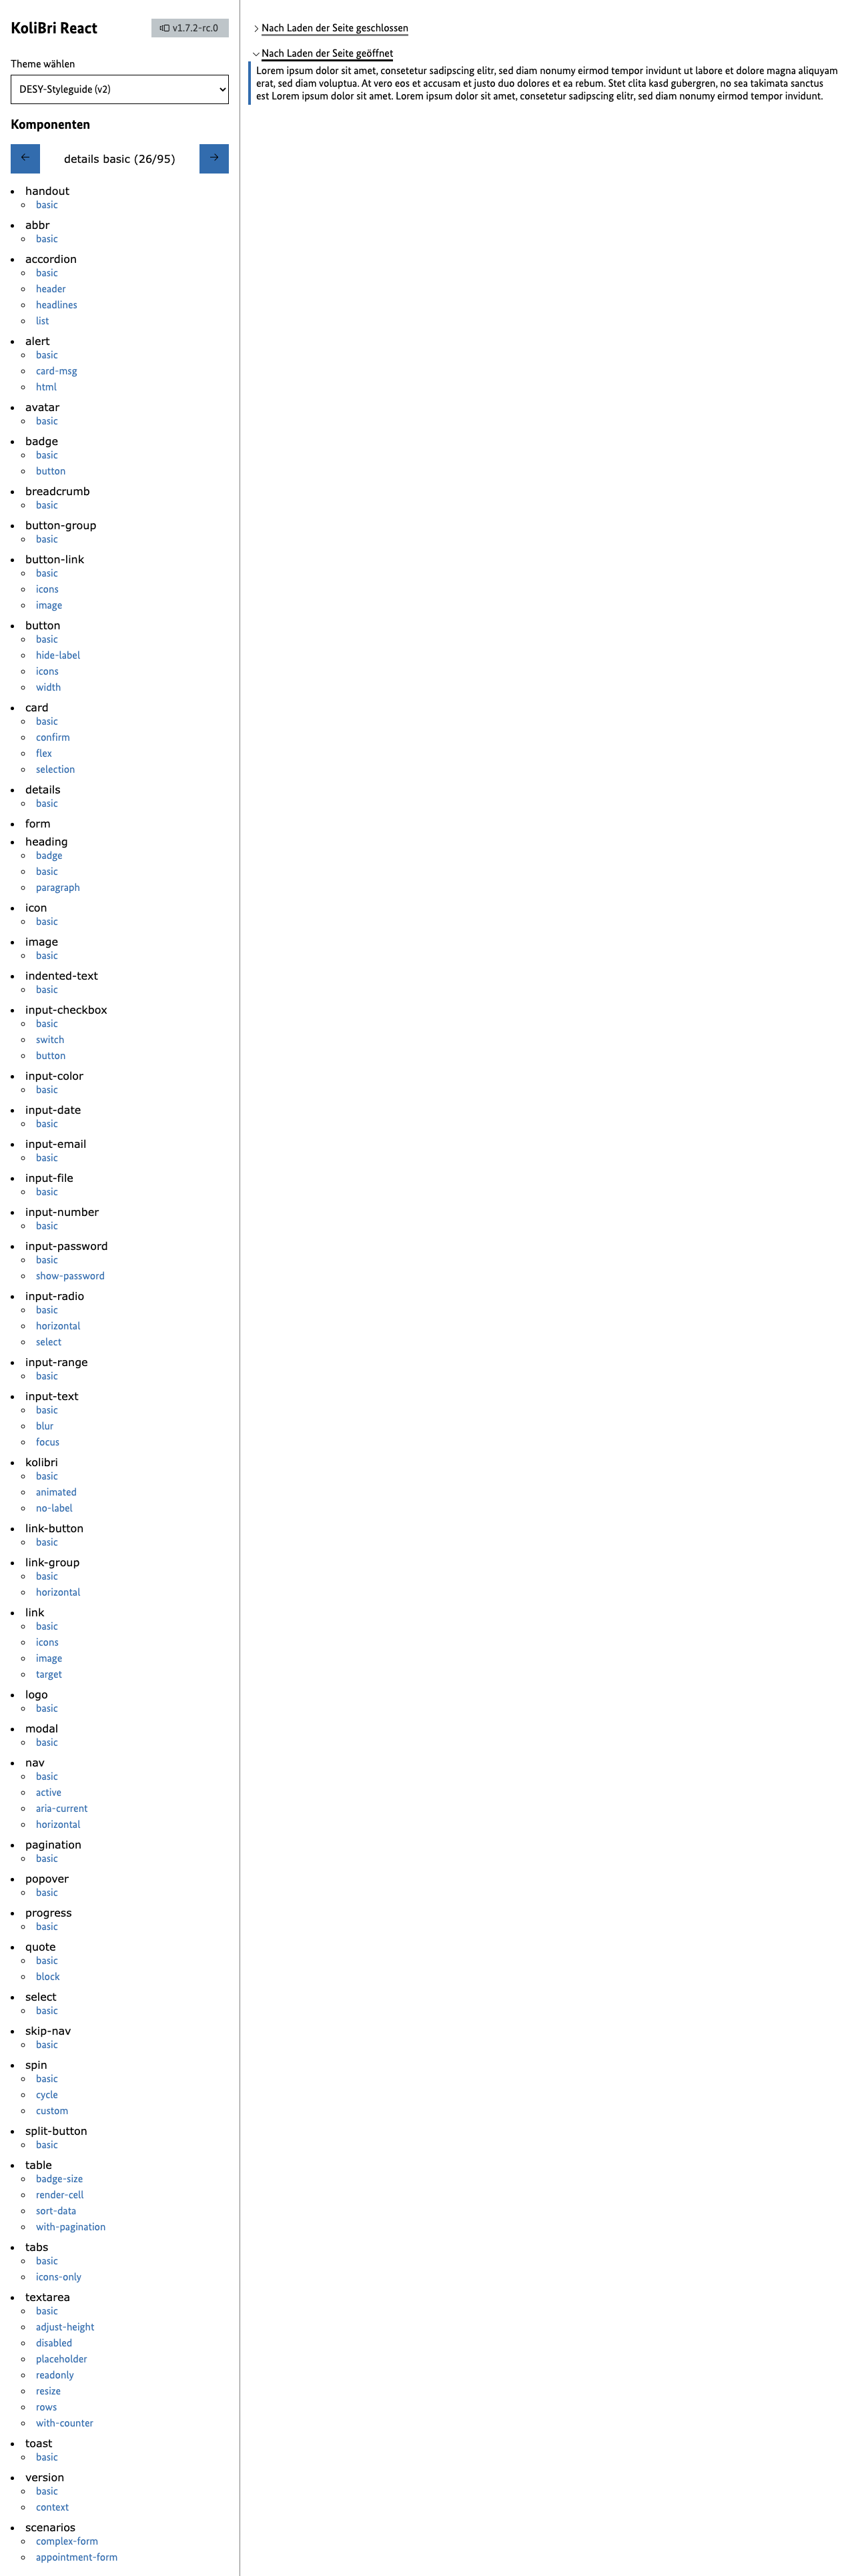 KoliBri React
v1.7.2-rc.0
Theme wählen
DESY-Styleguide (v2)
Komponenten
←
details basic (26/95)
→
handout
basic
abbr
basic
accordion
basic
header
headlines
list
alert
basic
card-msg
html
avatar
basic
badge
basic
button
breadcrumb
basic
button-group
basic
button-link
basic
icons
image
button
basic
hide-label
icons
width
card
basic
confirm
flex
selection
details
basic
form
heading
badge
basic
paragraph
icon
basic
image
basic
indented-text
basic
input-checkbox
basic
switch
button
input-color
basic
input-date
basic
input-email
basic
input-file
basic
input-number
basic
input-password
basic
show-password
input-radio
basic
horizontal
select
input-range
basic
input-text
basic
blur
focus
kolibri
basic
animated
no-label
link-button
basic
link-group
basic
horizontal
link
basic
icons
image
target
logo
basic
modal
basic
nav
basic
active
aria-current
horizontal
pagination
basic
popover
basic
progress
basic
quote
basic
block
select
basic
skip-nav
basic
spin
basic
cycle
custom
split-button
basic
table
badge-size
render-cell
sort-data
with-pagination
tabs
basic
icons-only
textarea
basic
adjust-height
disabled
placeholder
readonly
resize
rows
with-counter
toast
basic
version
basic
context
scenarios
complex-form
appointment-form
Nach Laden der Seite geschlossen
Nach Laden der Seite geöffnet
Lorem ipsum dolor sit amet, consetetur sadipscing elitr, sed diam nonumy eirmod tempor invidunt ut labore et dolore magna aliquyam
erat, sed diam voluptua. At vero eos et accusam et justo duo dolores et ea rebum. Stet clita kasd gubergren, no sea takimata sanctus
est Lorem ipsum dolor sit amet. Lorem ipsum dolor sit amet, consetetur sadipscing elitr, sed diam nonumy eirmod tempor invidunt.